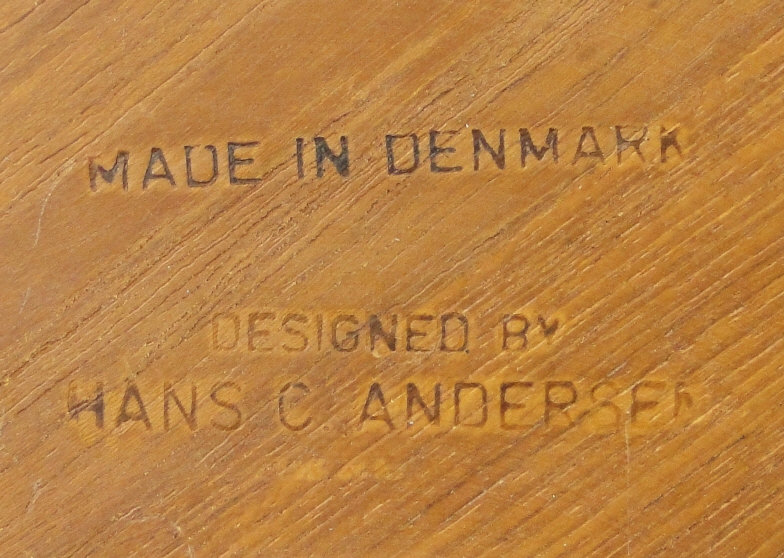 MADE IN DENMARK
DESIGNED BY
HANS C. ANDERSEN